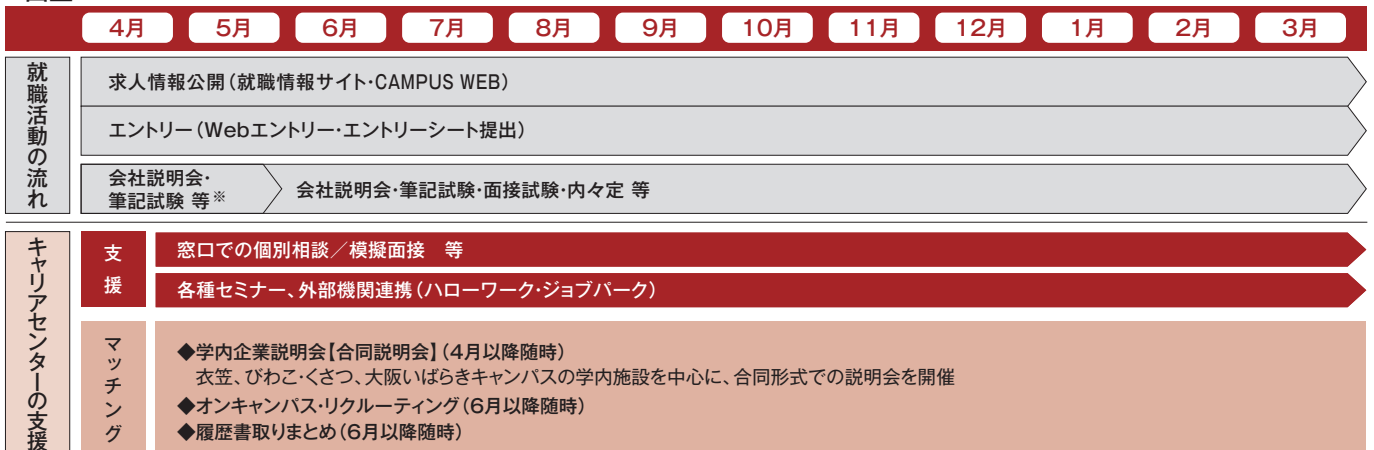 4月 5月 6月 7月 8月 9月 10月 11月 12月 1月 2月 3月
就職活動の流れ
求人情報公開（就職情報サイト・CAMPUS WEB）
エントリー（Webエントリー・エントリーシート提出）
会社説明会・
筆記試験 等※
会社説明会・筆記試験・面接試験・内々定 等
キャリアセンターの支援
支援
窓口での個別相談／模擬面接　等
各種セミナー、外部機関連携（ハローワーク・ジョブパーク）
マッチング
◆学内企業説明会【合同説明会】（4月以降随時）
衣笠、びわこ・くさつ、大阪いばらきキャンパスの学内施設を中心に、合同形式での説明会を開催
◆オンキャンパス・リクルーティング（6月以降随時）
◆履歴書取りまとめ（6月以降随時）